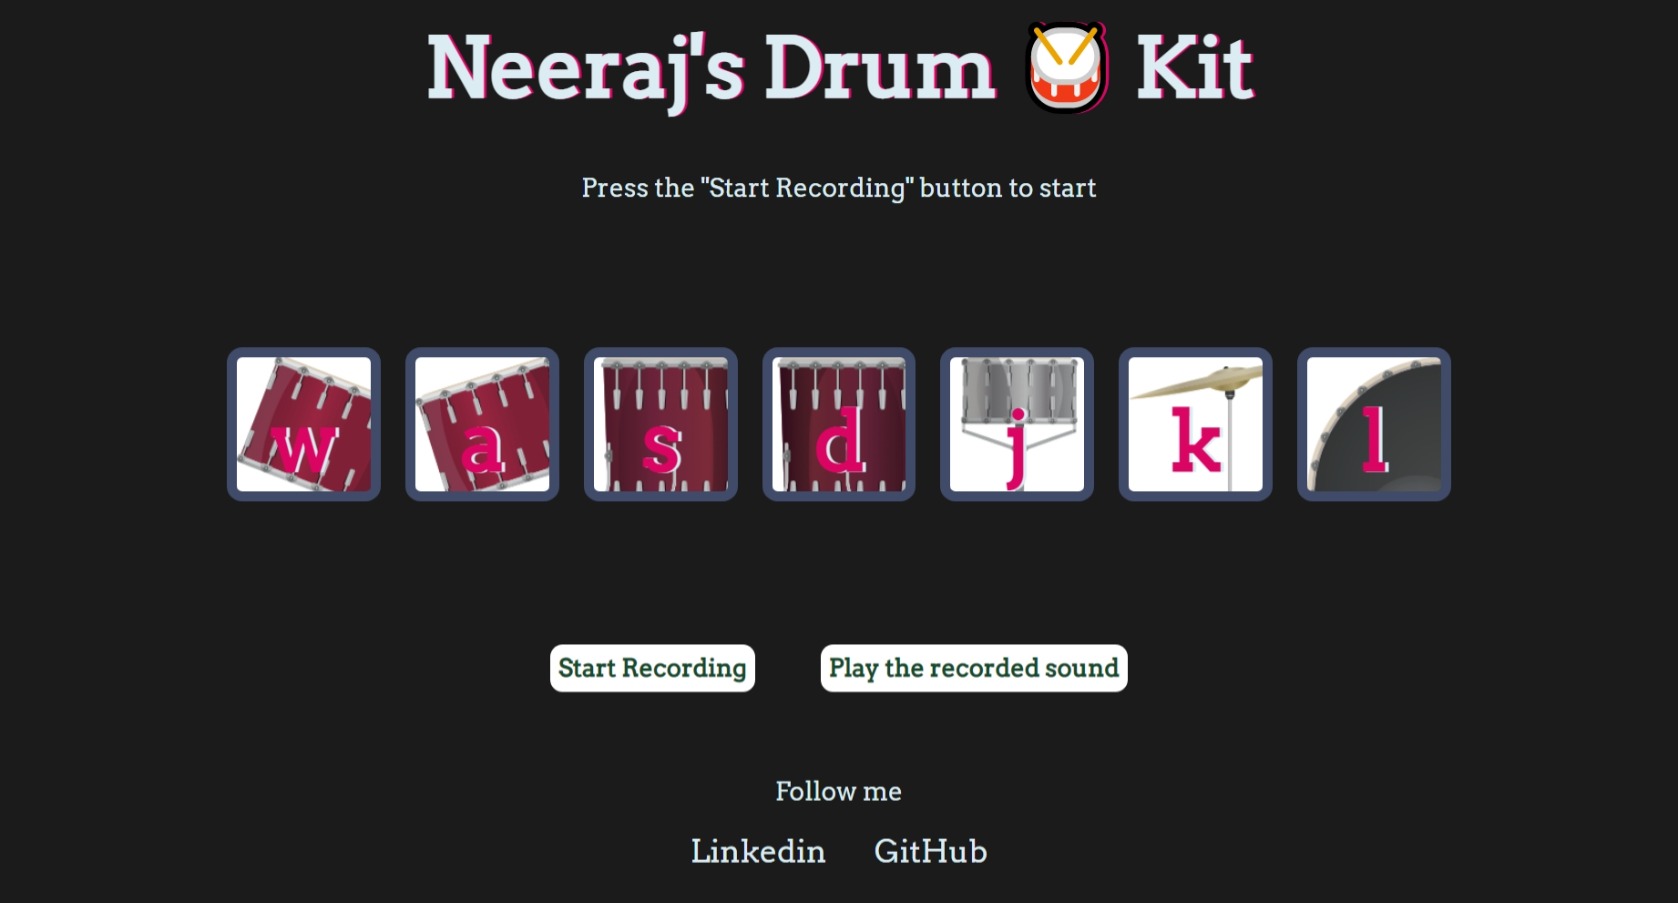 Neeraj's Drum 🥁 Kit
Press the "Start Recording" button to start
w a s d j k l
Start Recording Play the recorded sound
Follow me
Linkedin GitHub